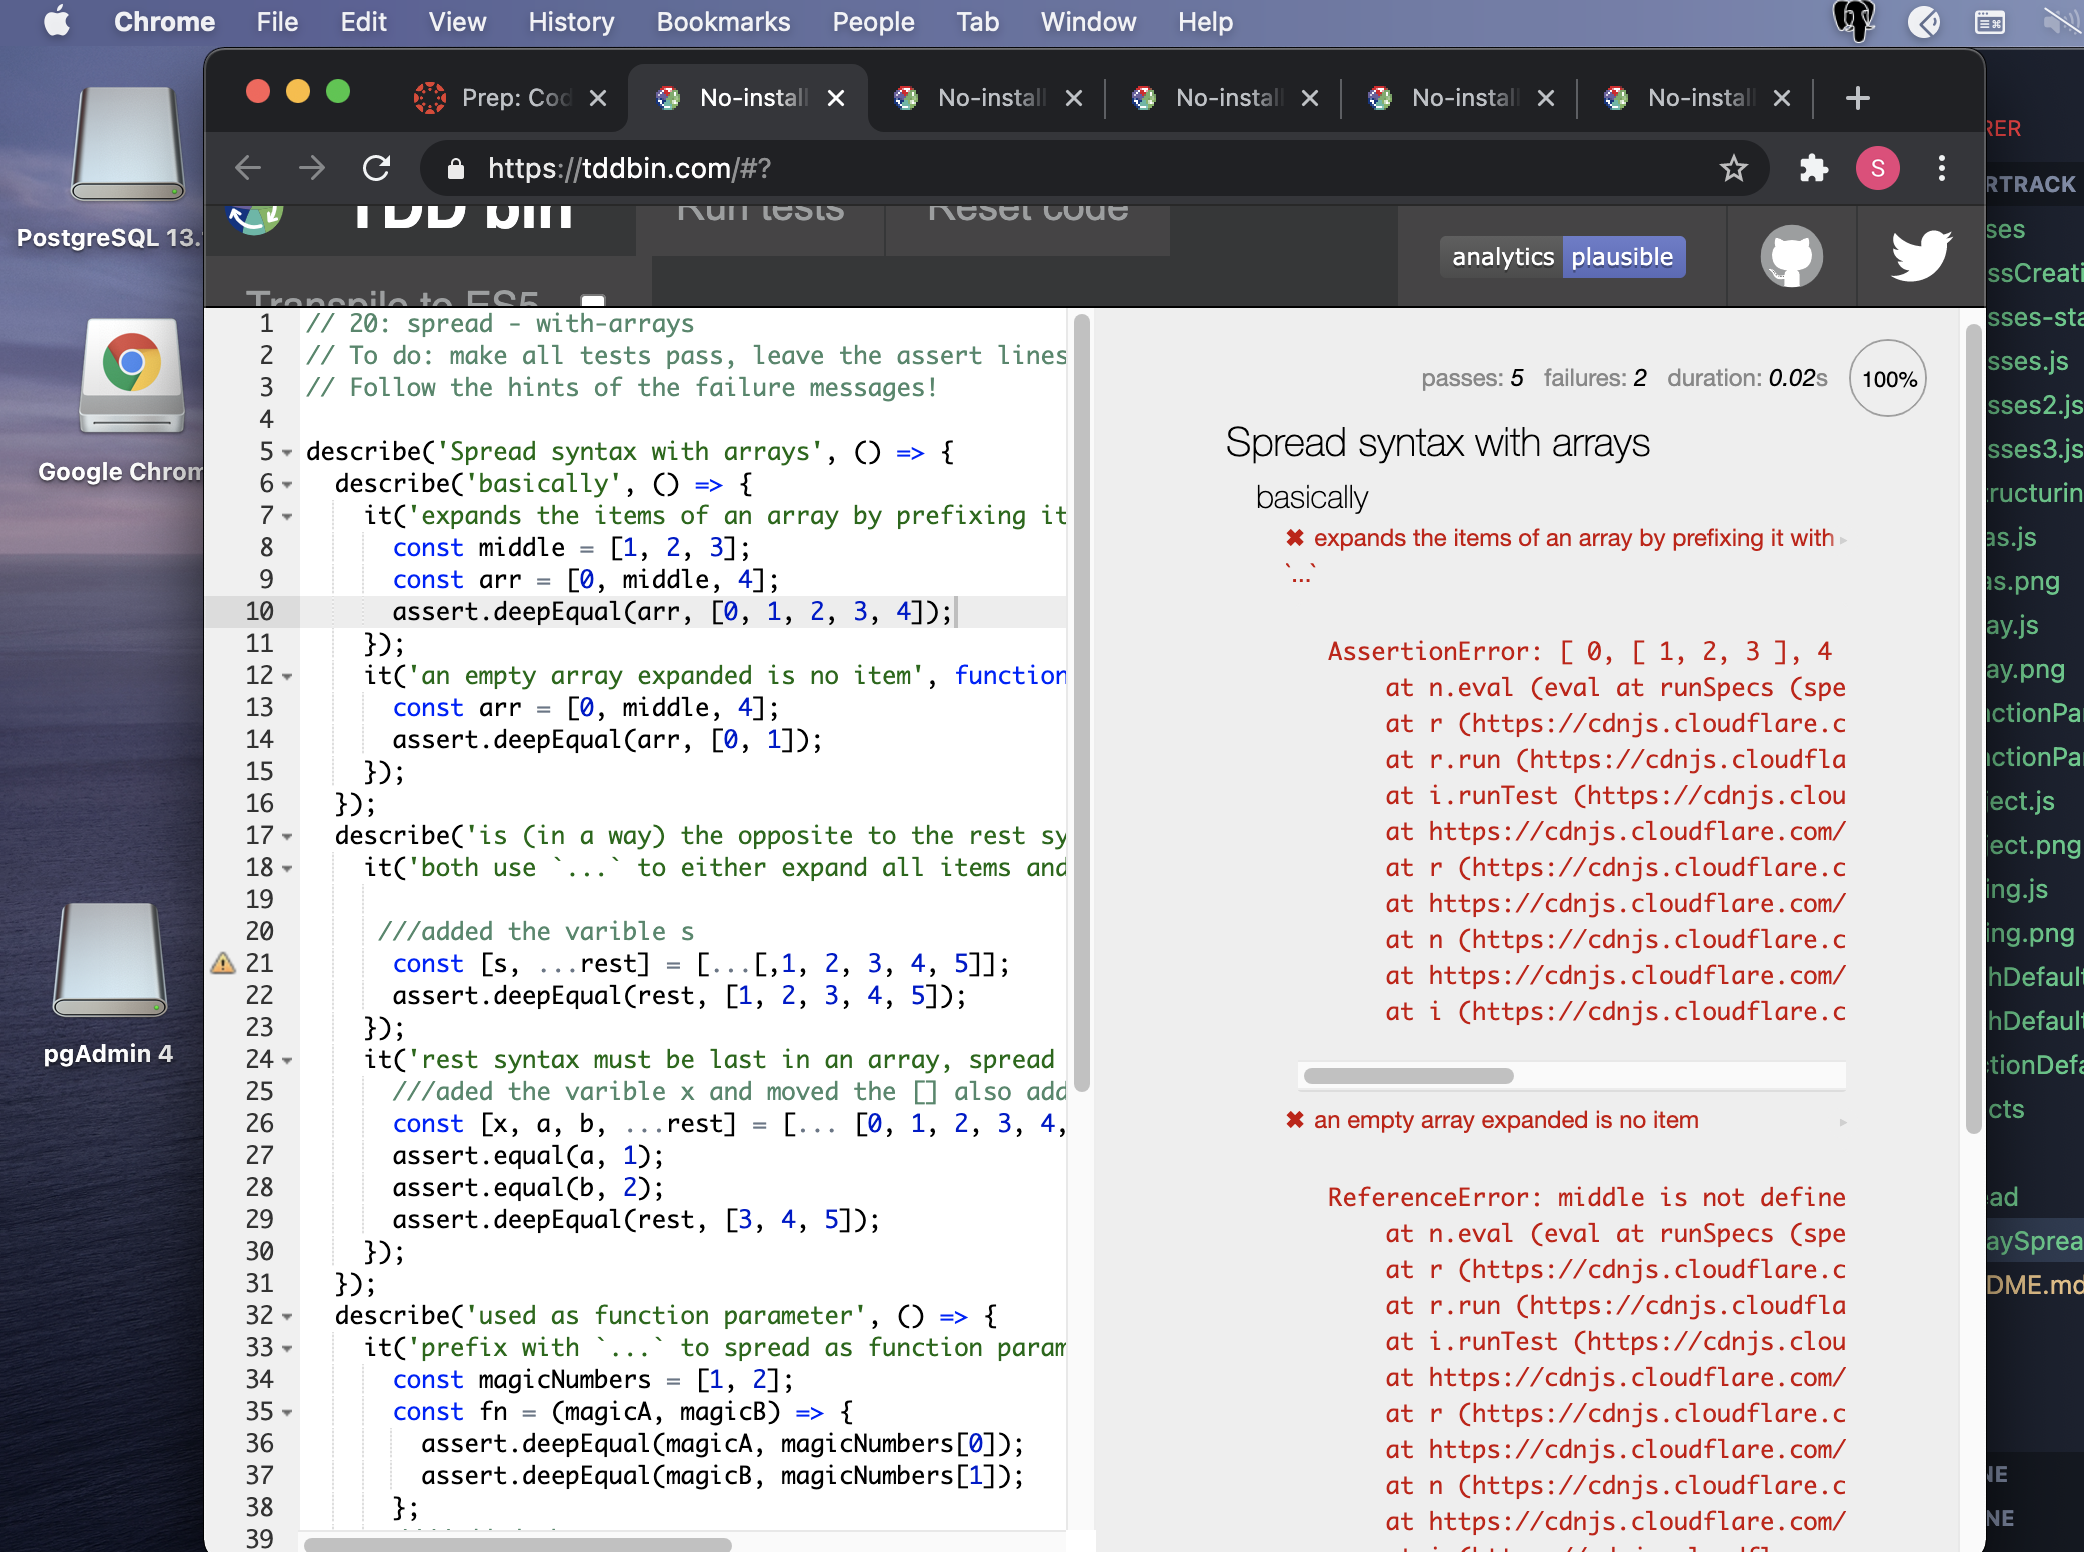 Chrome File Edit View History Bookmarks People Tab Window Help
Prep: Cod No-install No-install No-install No-install No-install
https://tddbin.com/#?
S
TDD bin Run tests Reset code
analytics plausible
Transpile to ES5
PostgreSQL 13.
Google Chrom
pgAdmin 4
1 // 20: spread - with-arrays
2 // To do: make all tests pass, leave the assert lines
3 // Follow the hints of the failure messages!
4
5 describe('Spread syntax with arrays', () => {
6 describe('basically', () => {
7 it('expands the items of an array by prefixing it
8 const middle = [1, 2, 3];
9 const arr = [0, middle, 4];
10 assert.deepEqual(arr, [0, 1, 2, 3, 4]);
11 });
12 it('an empty array expanded is no item', function
13 const arr = [0, middle, 4];
14 assert.deepEqual(arr, [0, 1]);
15 });
16 });
17 describe('is (in a way) the opposite to the rest sy
18 it('both use `...` to either expand all items and
19
20 ///added the varible s
21 const [s, ...rest] = [...[,1, 2, 3, 4, 5]];
22 assert.deepEqual(rest, [1, 2, 3, 4, 5]);
23 });
24 it('rest syntax must be last in an array, spread
25 ///aded the varible x and moved the [] also add
26 const [x, a, b, ...rest] = [... [0, 1, 2, 3, 4,
27 assert.equal(a, 1);
28 assert.equal(b, 2);
29 assert.deepEqual(rest, [3, 4, 5]);
30 });
31 });
32 describe('used as function parameter', () => {
33 it('prefix with `...` to spread as function param
34 const magicNumbers = [1, 2];
35 const fn = (magicA, magicB) => {
36 assert.deepEqual(magicA, magicNumbers[0]);
37 assert.deepEqual(magicB, magicNumbers[1]);
38 };
39
passes: 5 failures: 2 duration: 0.02s 100%
Spread syntax with arrays
basically
✖ expands the items of an array by prefixing it with
`...`
AssertionError: [ 0, [ 1, 2, 3 ], 4
at n.eval (eval at runSpecs (spe
at r (https://cdnjs.cloudflare.c
at r.run (https://cdnjs.cloudfla
at i.runTest (https://cdnjs.clou
at https://cdnjs.cloudflare.com/
at r (https://cdnjs.cloudflare.c
at https://cdnjs.cloudflare.com/
at n (https://cdnjs.cloudflare.c
at https://cdnjs.cloudflare.com/
at i (https://cdnjs.cloudflare.c
✖ an empty array expanded is no item
ReferenceError: middle is not define
at n.eval (eval at runSpecs (spe
at r (https://cdnjs.cloudflare.c
at r.run (https://cdnjs.cloudfla
at i.runTest (https://cdnjs.clou
at https://cdnjs.cloudflare.com/
at r (https://cdnjs.cloudflare.c
at https://cdnjs.cloudflare.com/
at n (https://cdnjs.cloudflare.c
at https://cdnjs.cloudflare.com/
RER
RTRACK
ses
ssCreati
sses-sta
sses.js
sses2.js
sses3.js
ructurin
as.js
as.png
ay.js
ay.png
nctionPar
nctionPar
ject.js
ject.png
ing.js
ing.png
hDefault
hDefault
ctionDefa
cts
ad
aySprea
DME.md
NE
NE